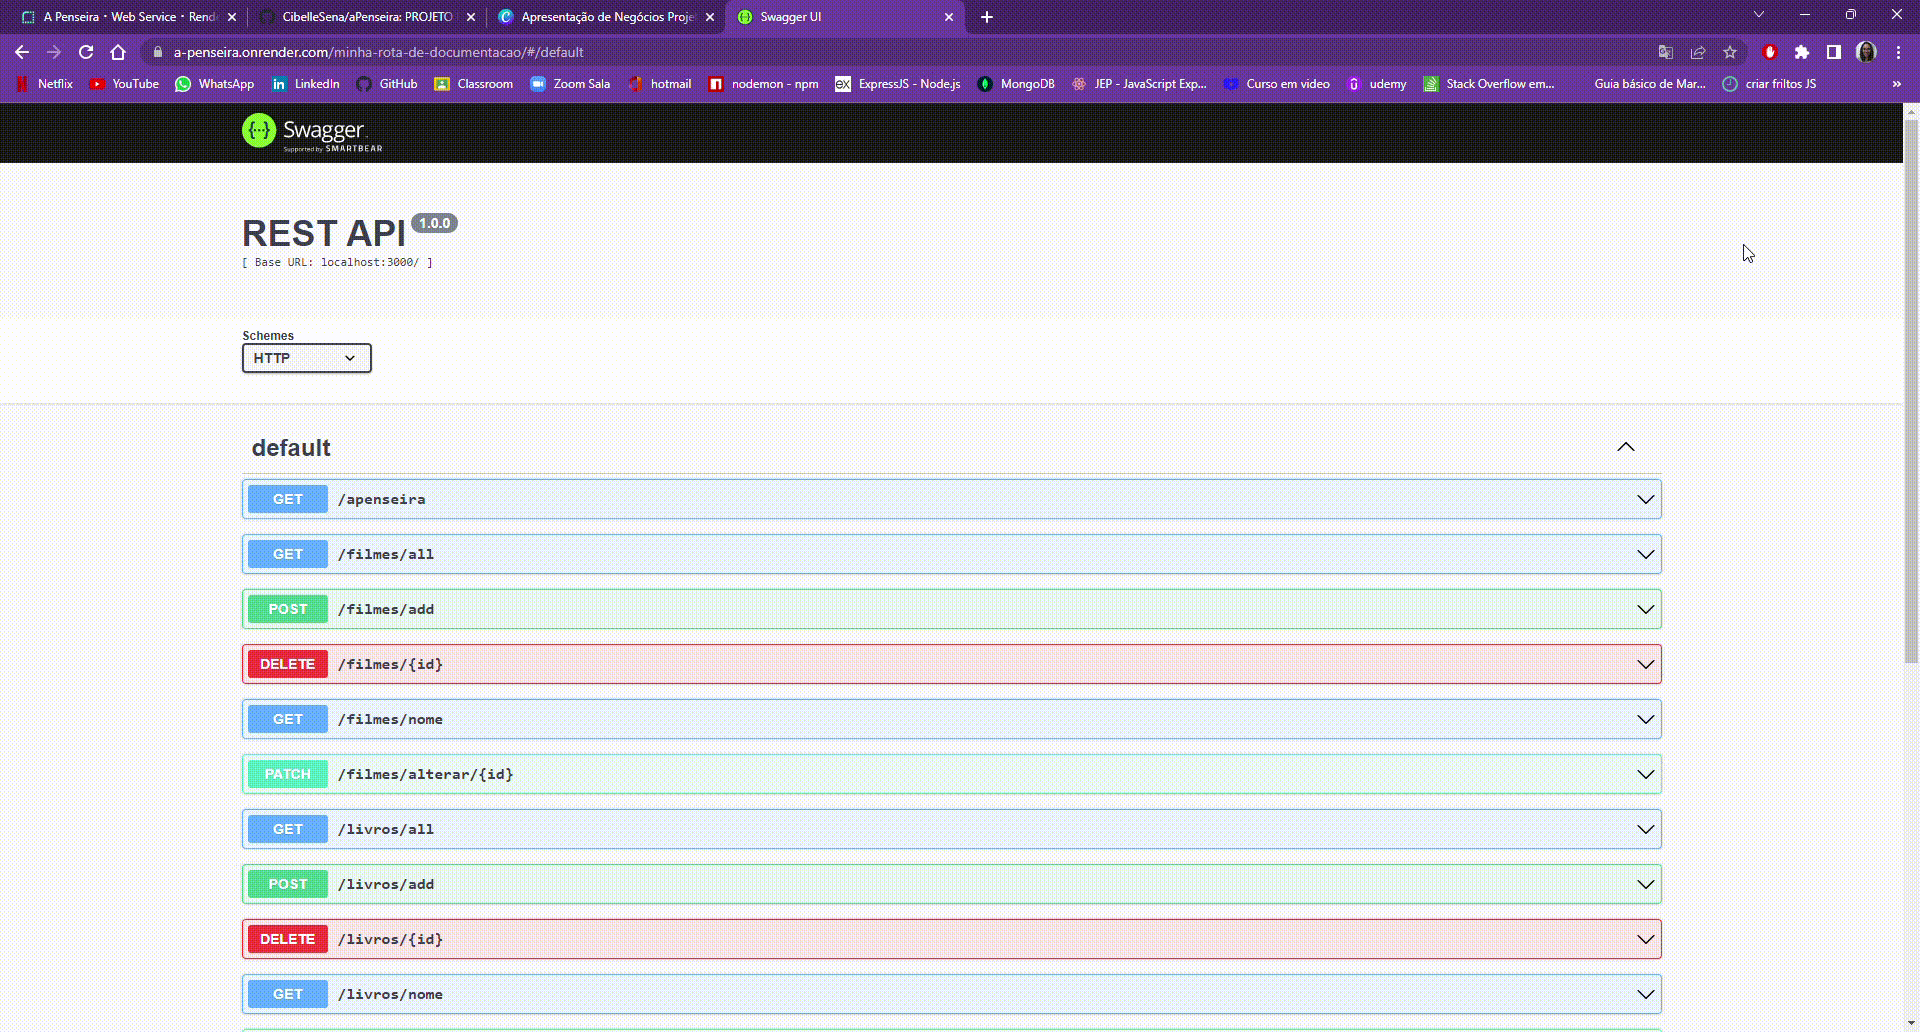 A Penseira · Web Service · Rend
CibelleSena/aPenseira: PROJETO
Apresentação de Negócios Proje
Swagger UI
a-penseira.onrender.com/minha-rota-de-documentacao/#/default
Netflix
YouTube
WhatsApp
LinkedIn
GitHub
Classroom
Zoom Sala
hotmail
nodemon - npm
ex ExpressJS - Node.js
MongoDB
JEP - JavaScript Exp...
Curso em video
udemy
Stack Overflow em...
Guia básico de Mar...
criar friltos JS
»
{···} Swagger.
Supported by SMARTBEAR
REST API 1.0.0
[ Base URL: localhost:3000/ ]
Schemes
HTTP
default
GET /apenseira
GET /filmes/all
POST /filmes/add
DELETE /filmes/{id}
GET /filmes/nome
PATCH /filmes/alterar/{id}
GET /livros/all
POST /livros/add
DELETE /livros/{id}
GET /livros/nome